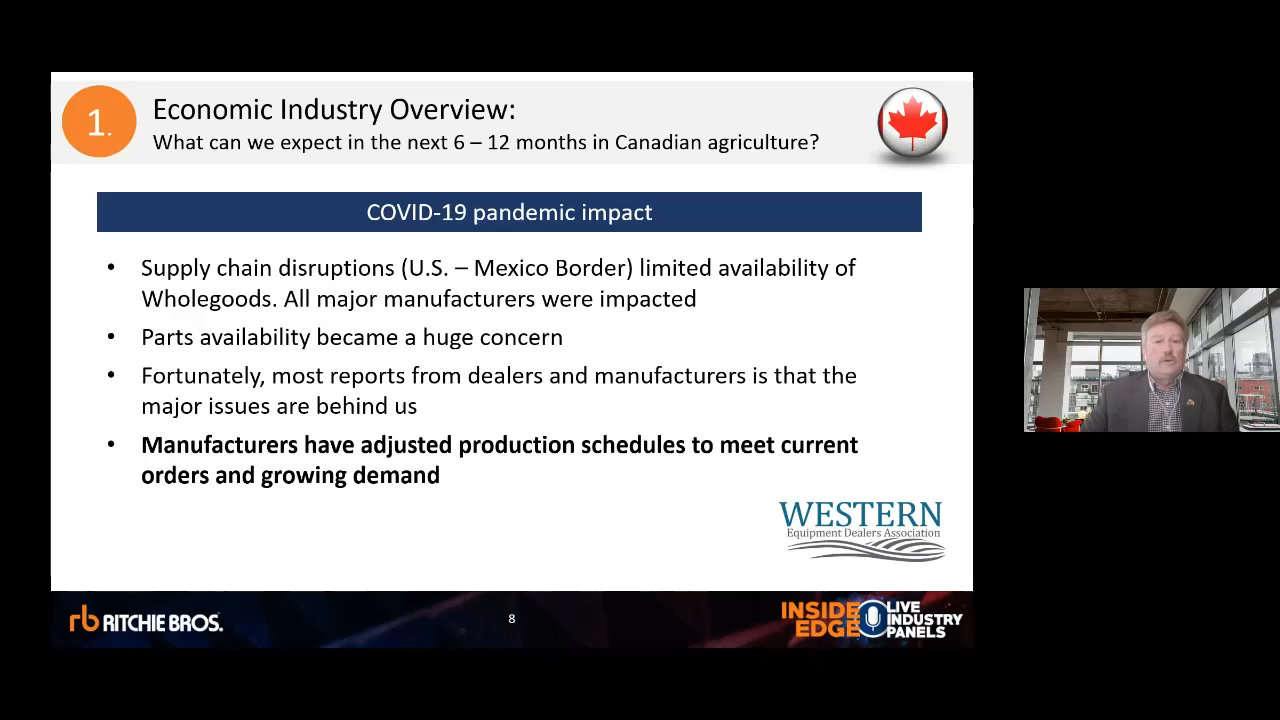 1.
Economic Industry Overview:
What can we expect in the next 6 – 12 months in Canadian agriculture?
COVID-19 pandemic impact
• Supply chain disruptions (U.S. – Mexico Border) limited availability of
Wholegoods. All major manufacturers were impacted
• Parts availability became a huge concern
• Fortunately, most reports from dealers and manufacturers is that the
major issues are behind us
• Manufacturers have adjusted production schedules to meet current
orders and growing demand
WESTERN
Equipment Dealers Association
rb RITCHIE BROS.
8
INSIDE
EDGE
LIVE
INDUSTRY
PANELS